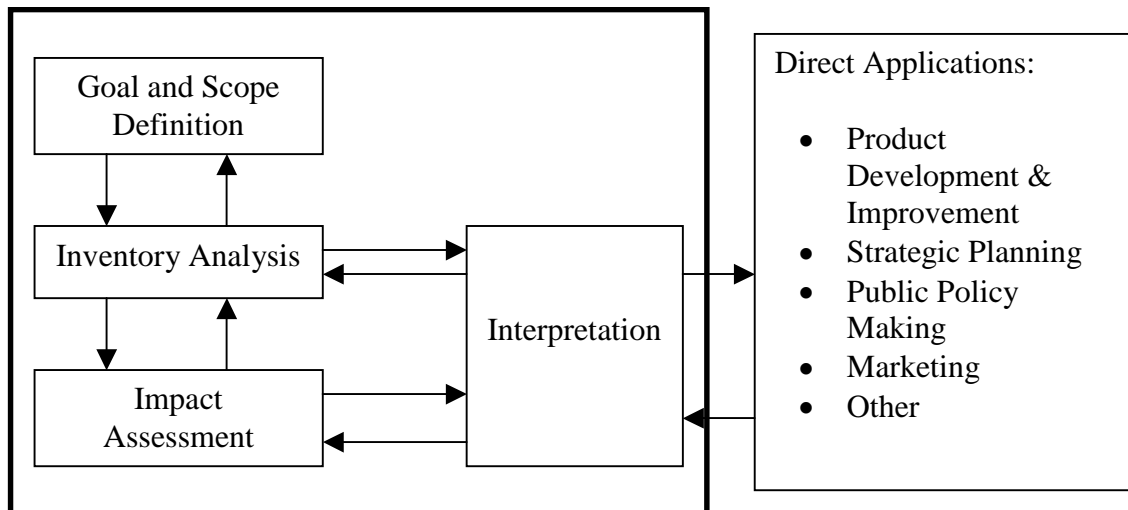 Goal and Scope
Definition
Inventory Analysis
Impact
Assessment
Interpretation
Direct Applications:
• Product
Development &
Improvement
• Strategic Planning
• Public Policy
Making
• Marketing
• Other